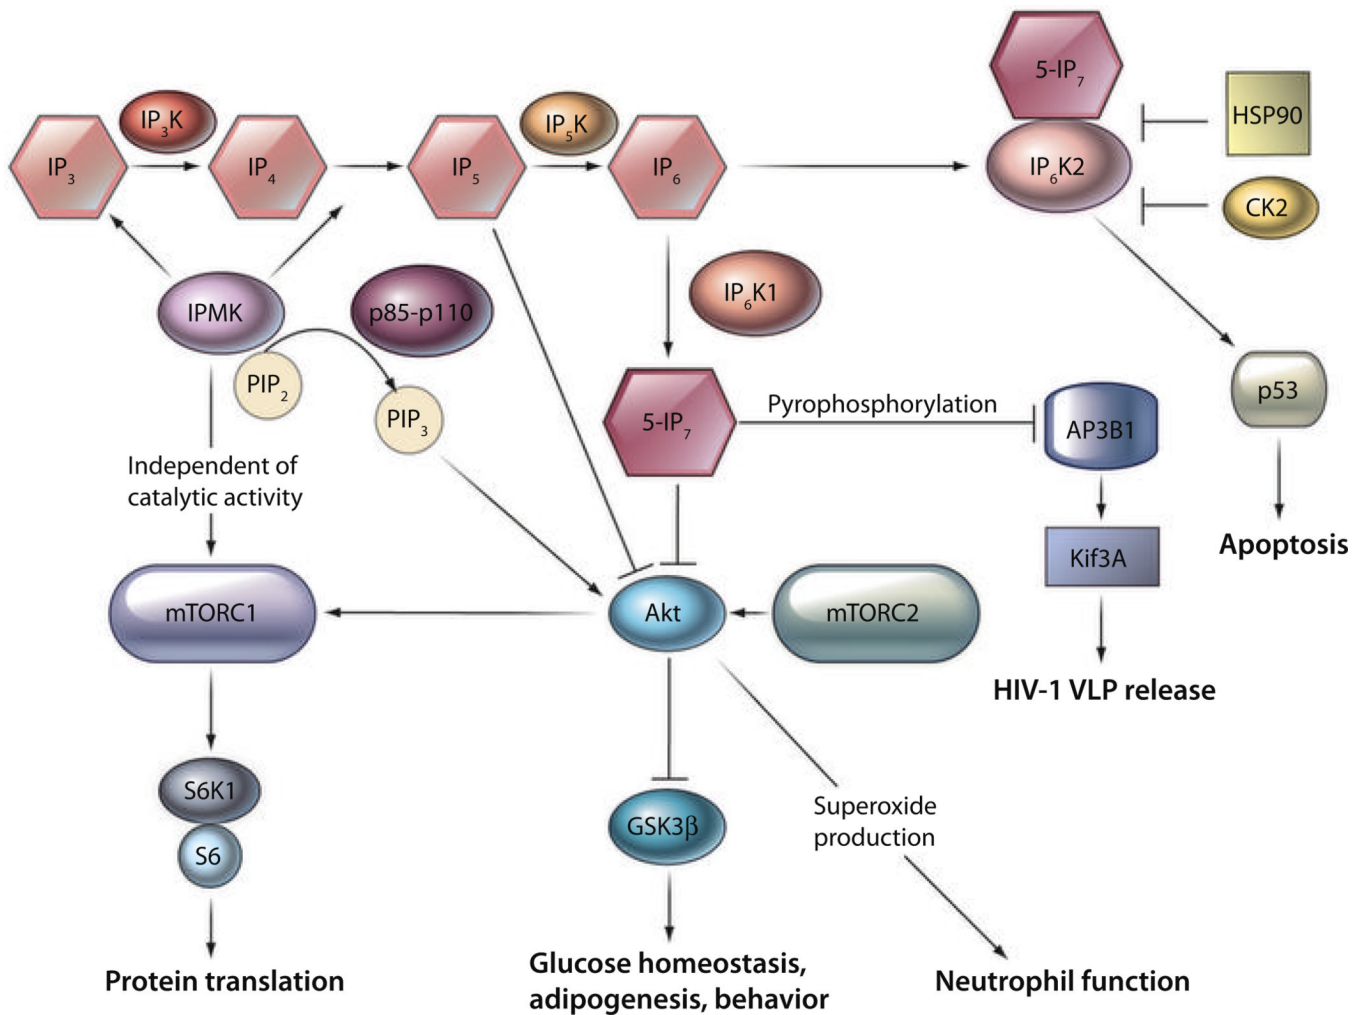 5-IP7
HSP90
IP3K
IP5K
IP3
IP4
IP5
IP6
IP6K2
CK2
IPMK
p85-p110
IP6K1
PIP2
PIP3
5-IP7
Pyrophosphorylation
AP3B1
p53
Independent of
catalytic activity
Kif3A
Apoptosis
mTORC1
Akt
mTORC2
HIV-1 VLP release
S6K1
S6
GSK3β
Superoxide
production
Protein translation
Glucose homeostasis,
adipogenesis, behavior
Neutrophil function